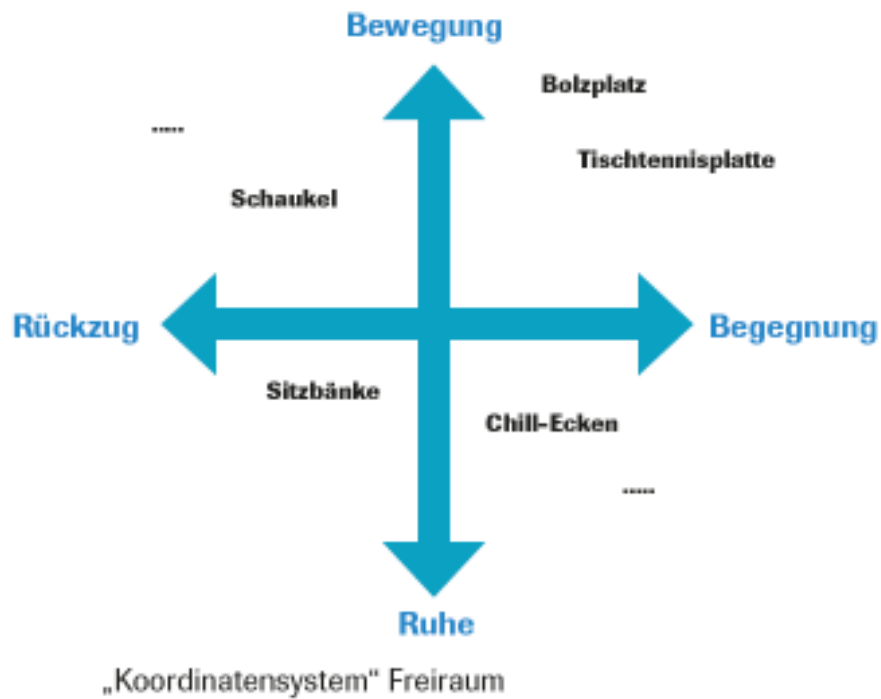 Bewegung
Bolzplatz
.....
Tischtennisplatte
Schaukel
Rückzug
Begegnung
Sitzbänke
Chill-Ecken
.....
Ruhe
„Koordinatensystem“ Freiraum